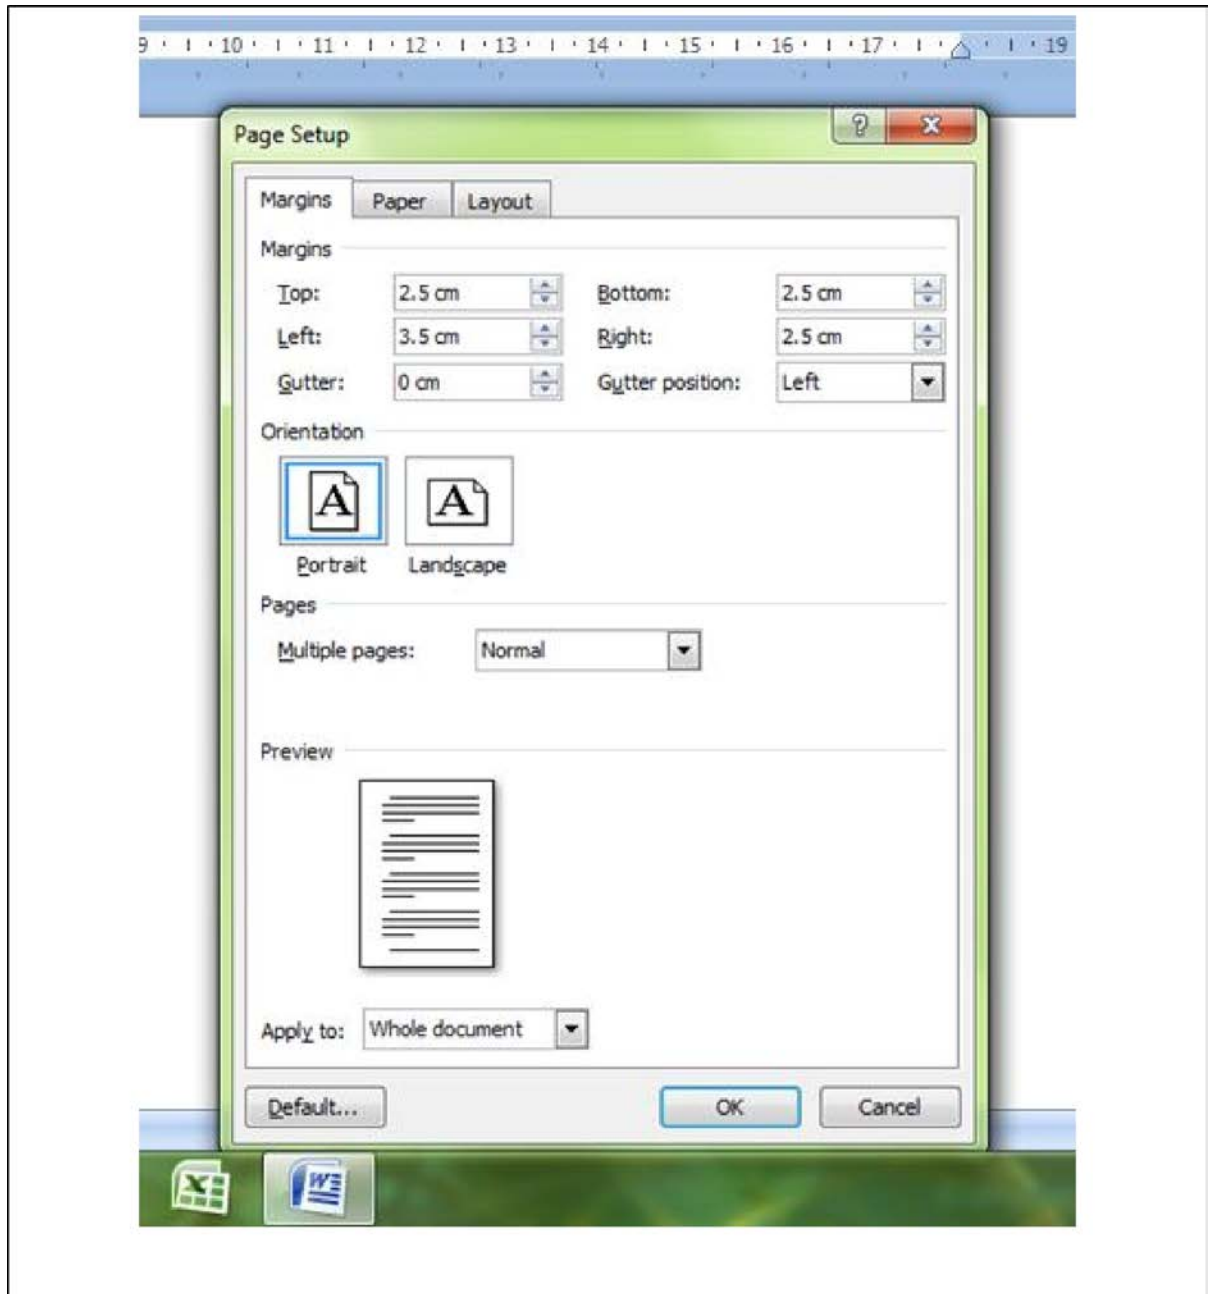 9 10 11 12 13 14 15 16 17 19
Page Setup
Margins Paper Layout
Margins
Top: 2.5 cm Bottom: 2.5 cm
Left: 3.5 cm Right: 2.5 cm
Gutter: 0 cm Gutter position: Left
Orientation
A A
Portrait Landscape
Pages
Multiple pages: Normal
Preview
Apply to: Whole document
Default... OK Cancel